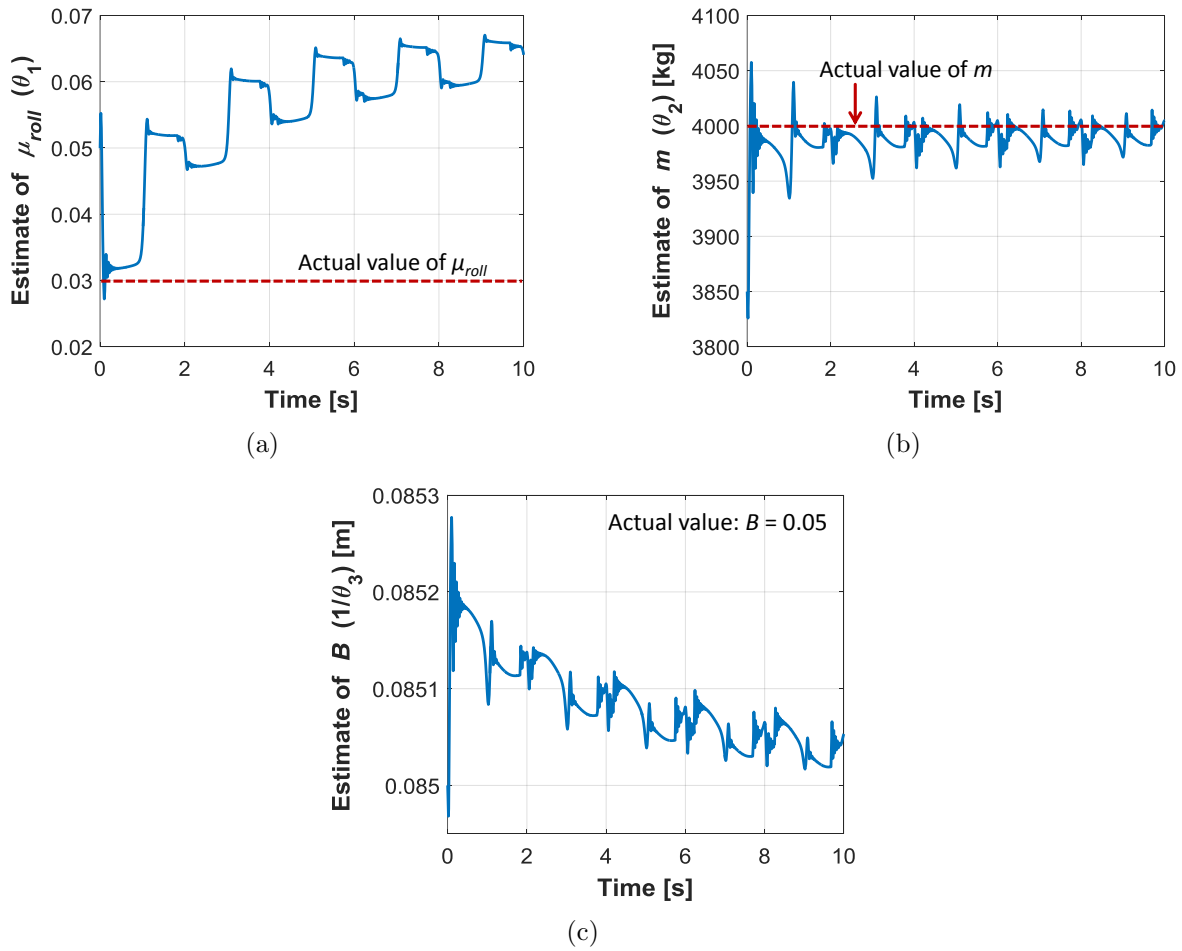 0.07
0.06
0.05
0.04
0.03
0.02
Estimate of μroll (θ1)
Actual value of μroll
0 2 4 6 8 10
Time [s]
(a)
4100
4050
4000
3950
3900
3850
3800
Estimate of m (θ2) [kg]
Actual value of m
0 2 4 6 8 10
Time [s]
(b)
0.0853
0.0852
0.0851
0.085
Estimate of B (1/θ3) [m]
Actual value: B = 0.05
0 2 4 6 8 10
Time [s]
(c)